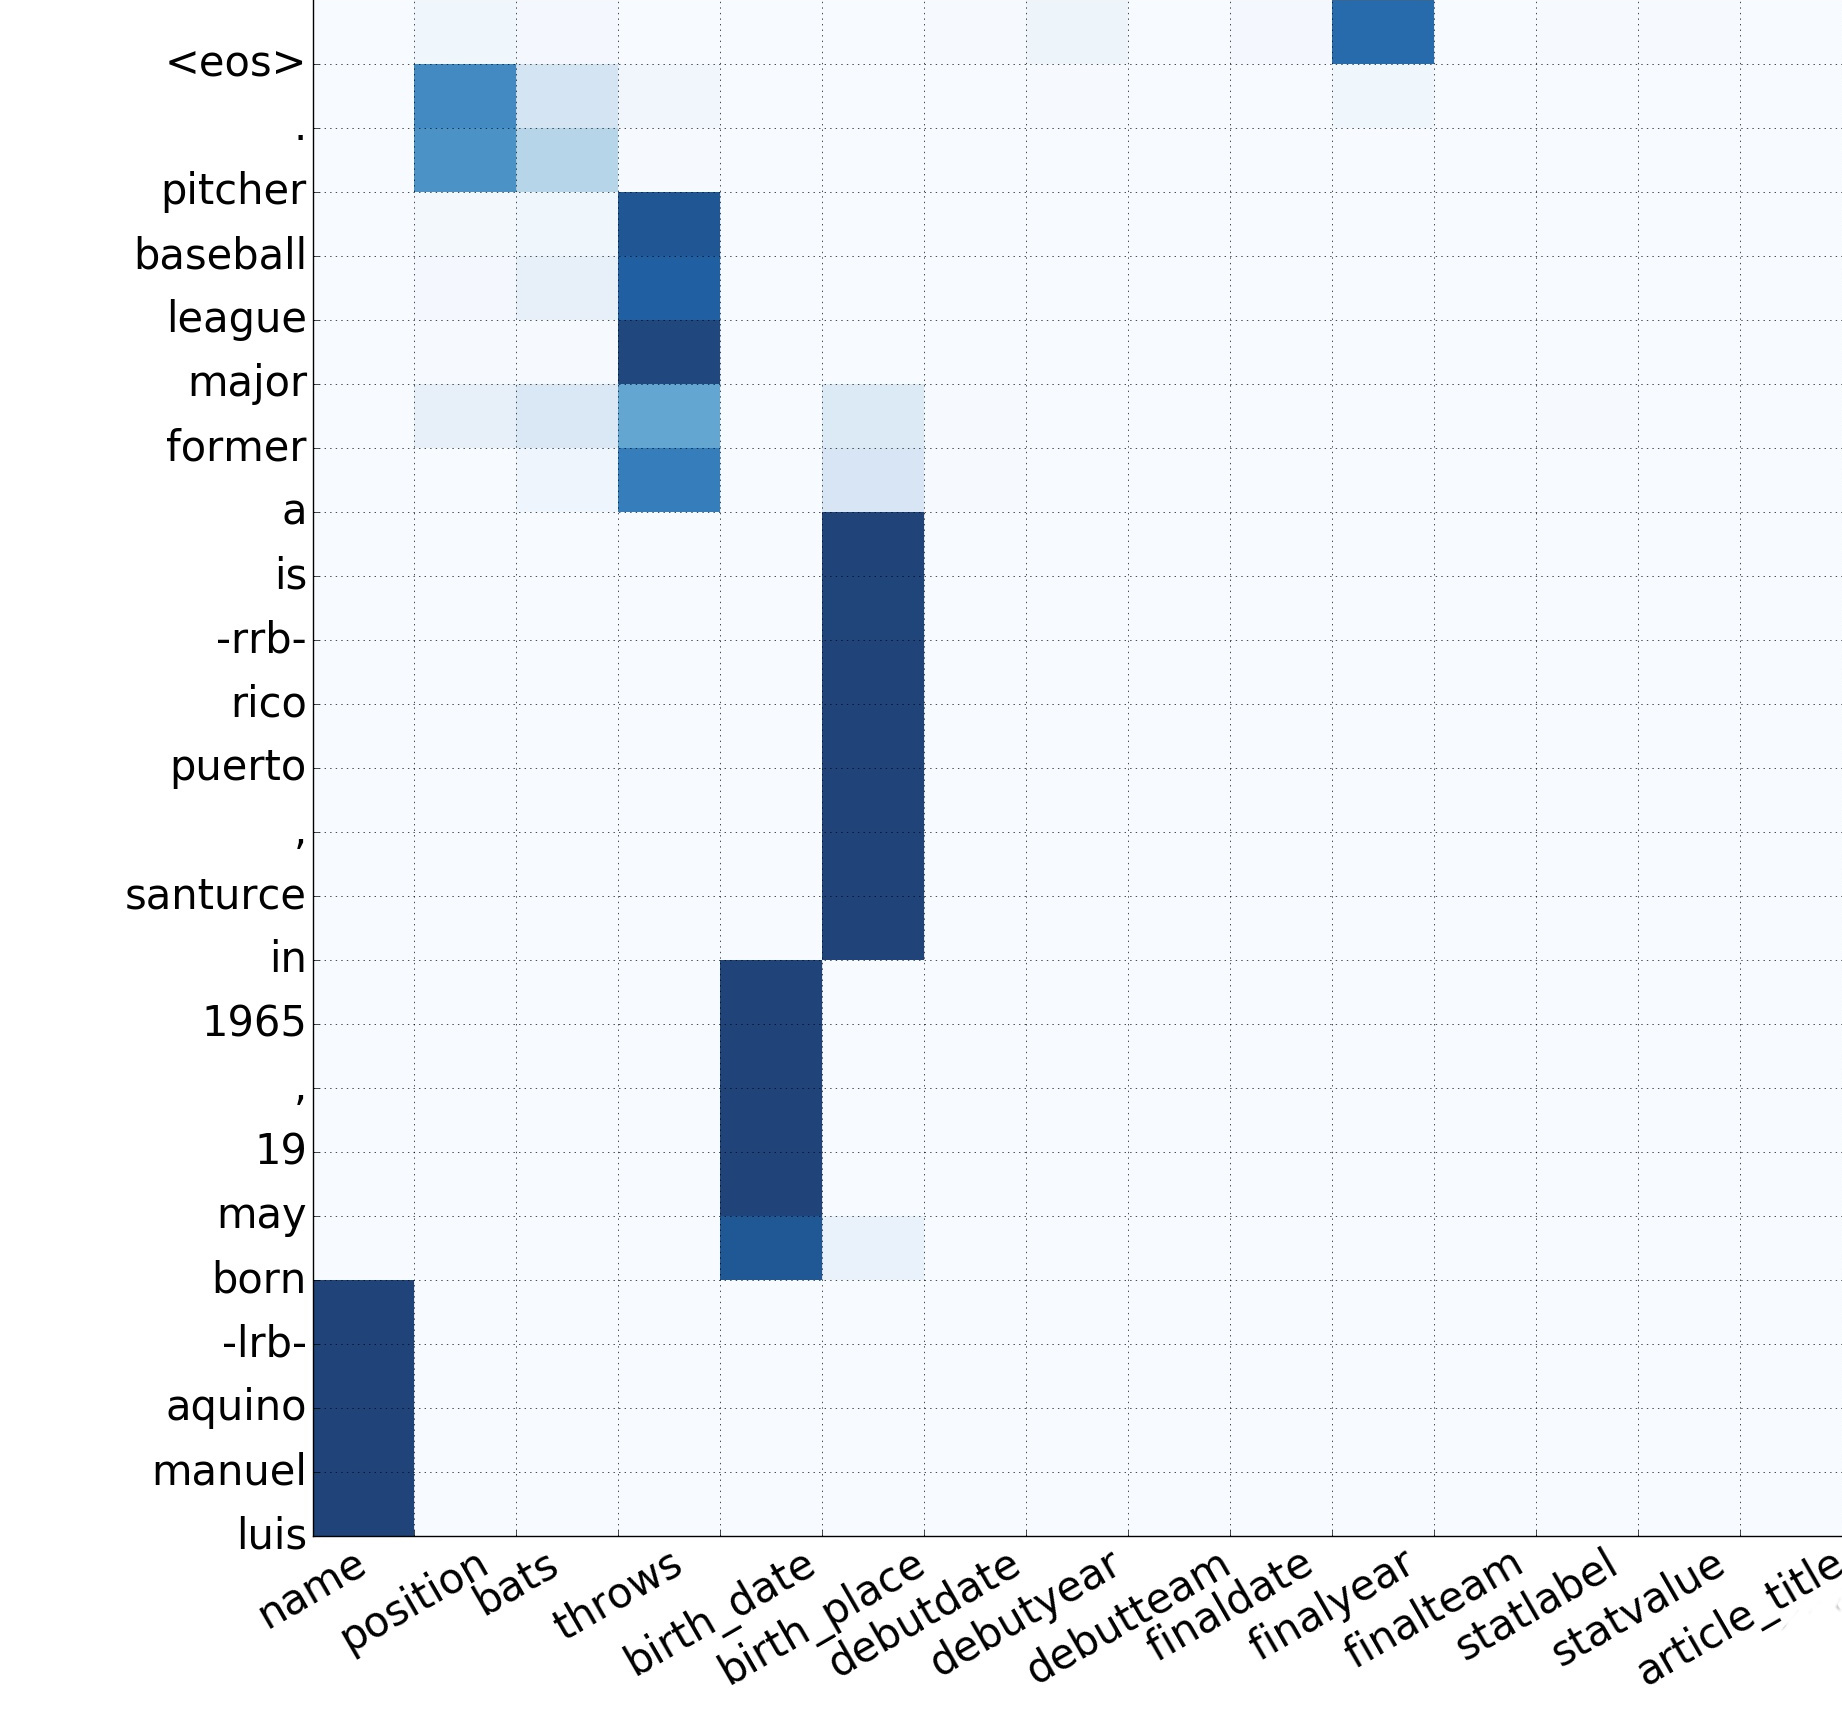 <eos>
.
pitcher
baseball
league
major
former
a
is
-rrb-
rico
puerto
,
santurce
in
1965
,
19
may
born
-lrb-
aquino
manuel
luis
name
position
bats
throws
birth_date
birth_place
debutdate
debutyear
debutteam
finaldate
finalyear
finalteam
statlabel
statvalue
article_title